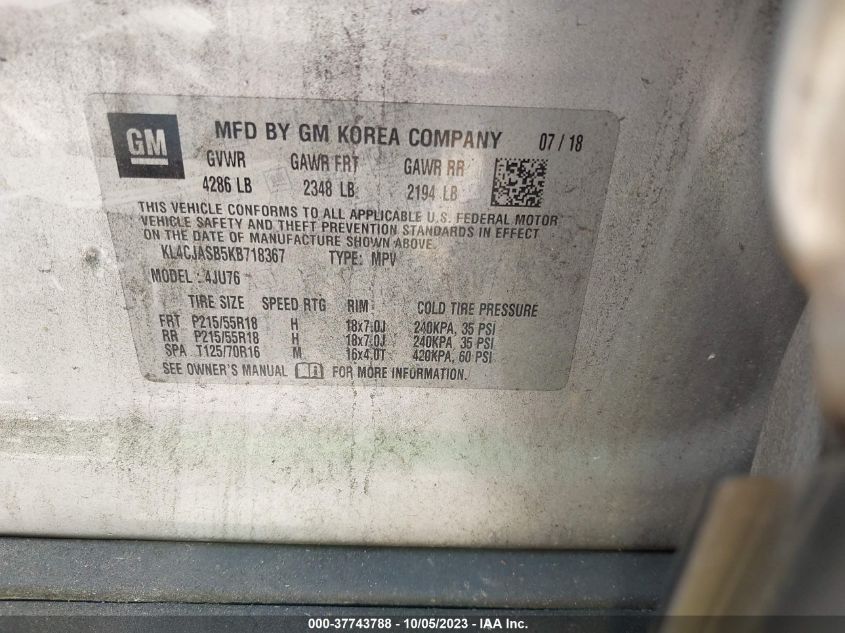 GM
MFD BY GM KOREA COMPANY 07 / 18
GVWR GAWR FRT GAWR RR
4286 LB 2348 LB 2194 LB
THIS VEHICLE CONFORMS TO ALL APPLICABLE U.S. FEDERAL MOTOR
VEHICLE SAFETY AND THEFT PREVENTION STANDARDS IN EFFECT
ON THE DATE OF MANUFACTURE SHOWN ABOVE.
KL4CJASB5KB718367 TYPE: MPV
MODEL : 4JU76
TIRE SIZE SPEED RTG RIM COLD TIRE PRESSURE
FRT P215/55R18 H 18x7.0J 240KPA, 35 PSI
RR P215/55R18 H 18x7.0J 240KPA, 35 PSI
SPA T125/70R16 M 16x4.0T 420KPA, 60 PSI
SEE OWNER'S MANUAL FOR MORE INFORMATION.
000-37743788 - 10/05/2023 - IAA Inc.